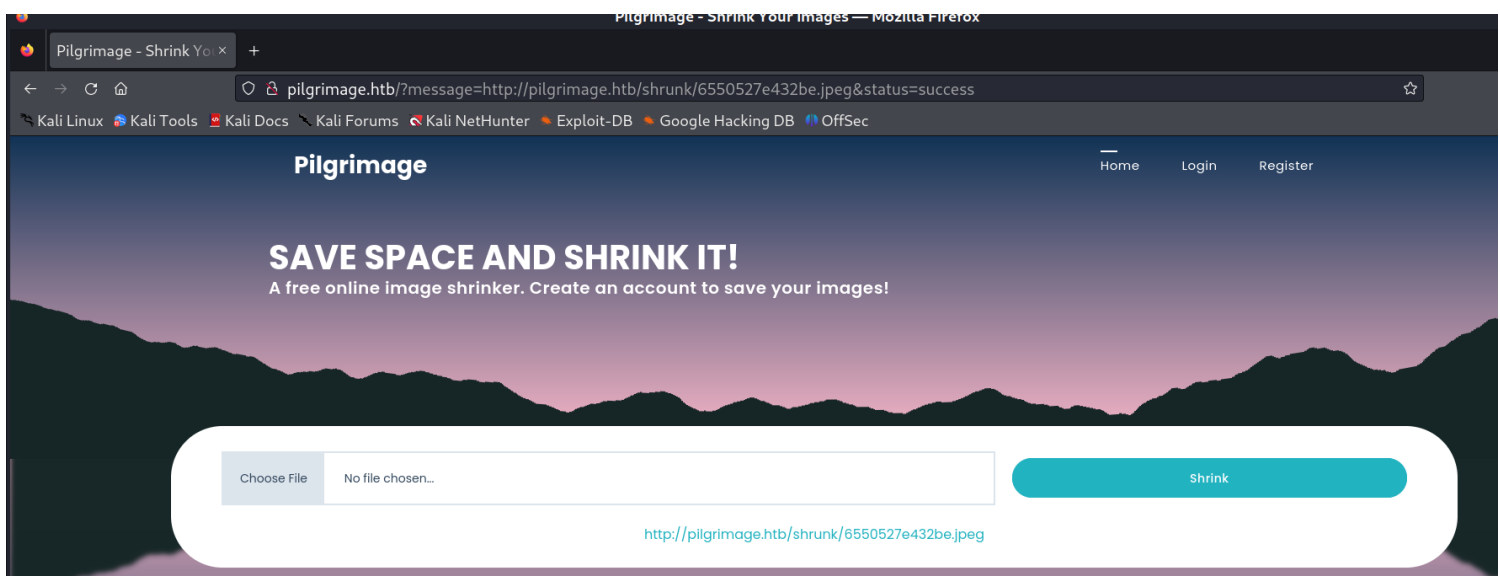 Pilgrimage - Shrink Your Images — Mozilla Firefox
Pilgrimage - Shrink Yo
pilgrimage.htb/?message=http://pilgrimage.htb/shrunk/6550527e432be.jpeg&status=success
Kali Linux Kali Tools Kali Docs Kali Forums Kali NetHunter Exploit-DB Google Hacking DB OffSec
Pilgrimage Home Login Register
SAVE SPACE AND SHRINK IT!
A free online image shrinker. Create an account to save your images!
Choose File No file chosen... Shrink
http://pilgrimage.htb/shrunk/6550527e432be.jpeg